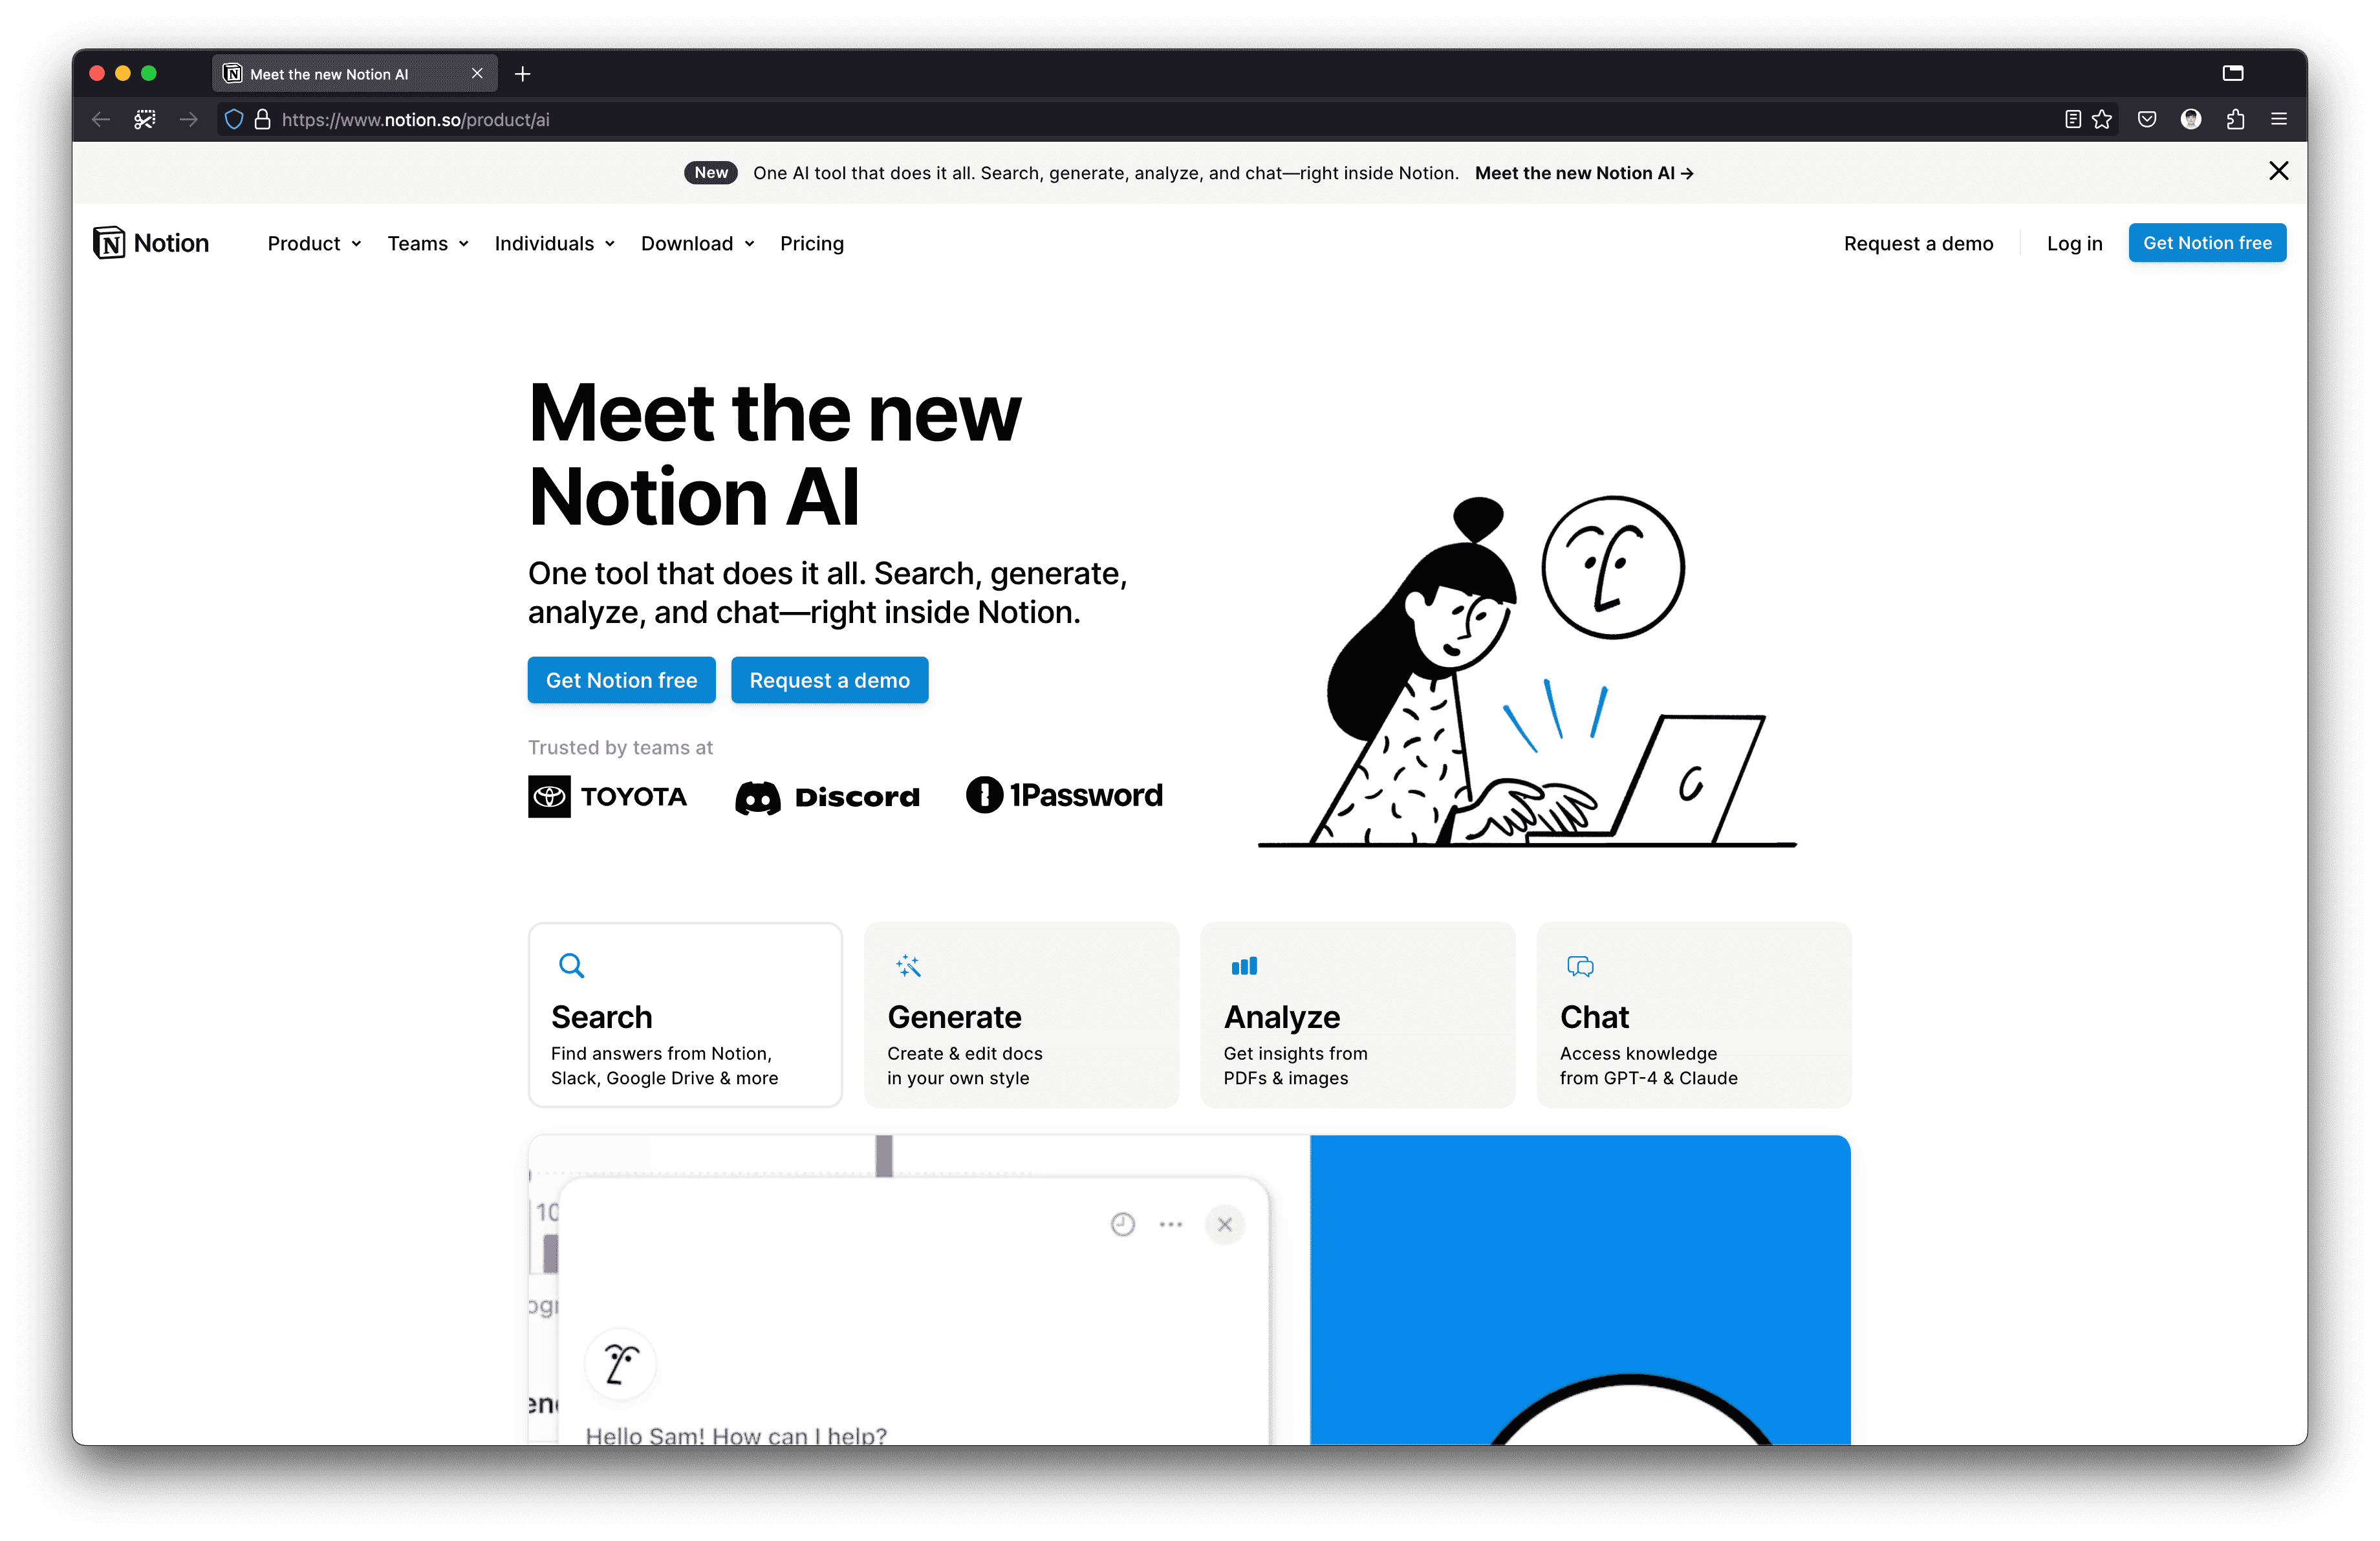 Meet the new Notion AI
https://www.notion.so/product/ai
New One AI tool that does it all. Search, generate, analyze, and chat—right inside Notion. Meet the new Notion AI →
Notion Product Teams Individuals Download Pricing Request a demo Log in Get Notion free
Meet the new
Notion AI
One tool that does it all. Search, generate,
analyze, and chat—right inside Notion.
Get Notion free Request a demo
Trusted by teams at
TOYOTA Discord 1Password
Search
Find answers from Notion,
Slack, Google Drive & more
Generate
Create & edit docs
in your own style
Analyze
Get insights from
PDFs & images
Chat
Access knowledge
from GPT-4 & Claude
10
Hello Sam! How can I help?